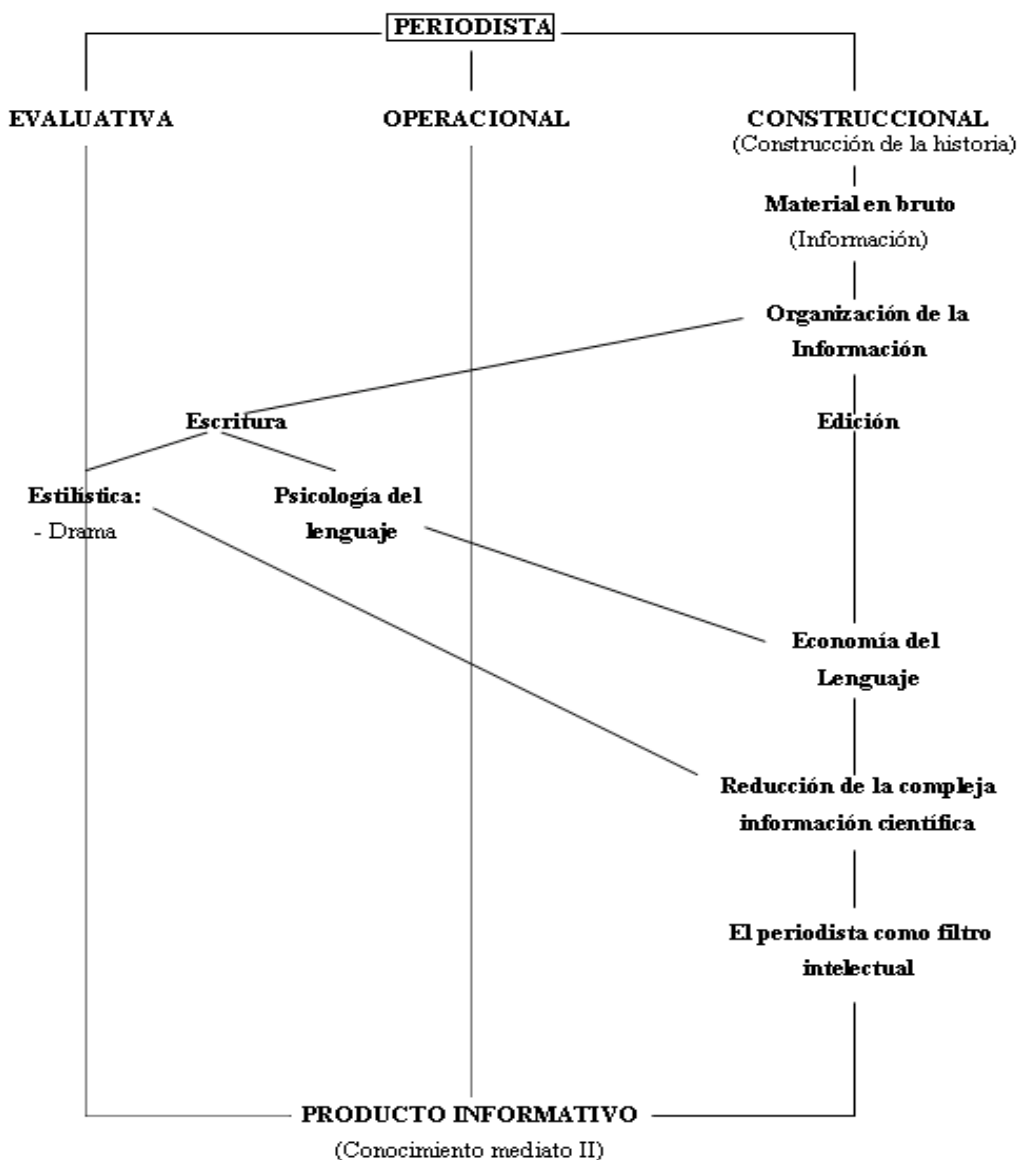 PERIODISTA
EVALUATIVA
OPERACIONAL
CONSTRUCCIONAL
(Construcción de la historia)
Material en bruto
(Información)
Organización de la
Información
Escritura
Edición
Estilística:
- Drama
Psicología del
lenguaje
Economía del
Lenguaje
Reducción de la compleja
información científica
El periodista como filtro
intelectual
PRODUCTO INFORMATIVO
(Conocimiento mediato II)